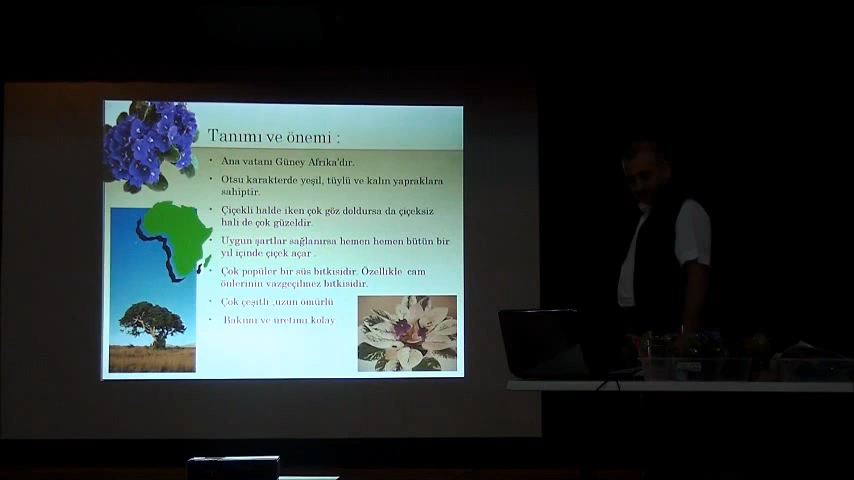 Tanımı ve önemi :
• Ana vatanı Güney Afrika'dır.
• Otsu karakterde yeşil, tüylü ve kalın yapraklara
sahiptir.
• Çiçekli halde iken çok göz doldursa da çiçeksiz
hali de çok güzeldir.
• Uygun şartlar sağlanırsa hemen hemen bütün bir
yıl içinde çiçek açar .
• Çok popüler bir süs bitkisidir. Özellikle cam
önlerinin vazgeçilmez bitkisidir.
• Çok çeşitli ,uzun ömürlü
• Bakımı ve üretimi kolay